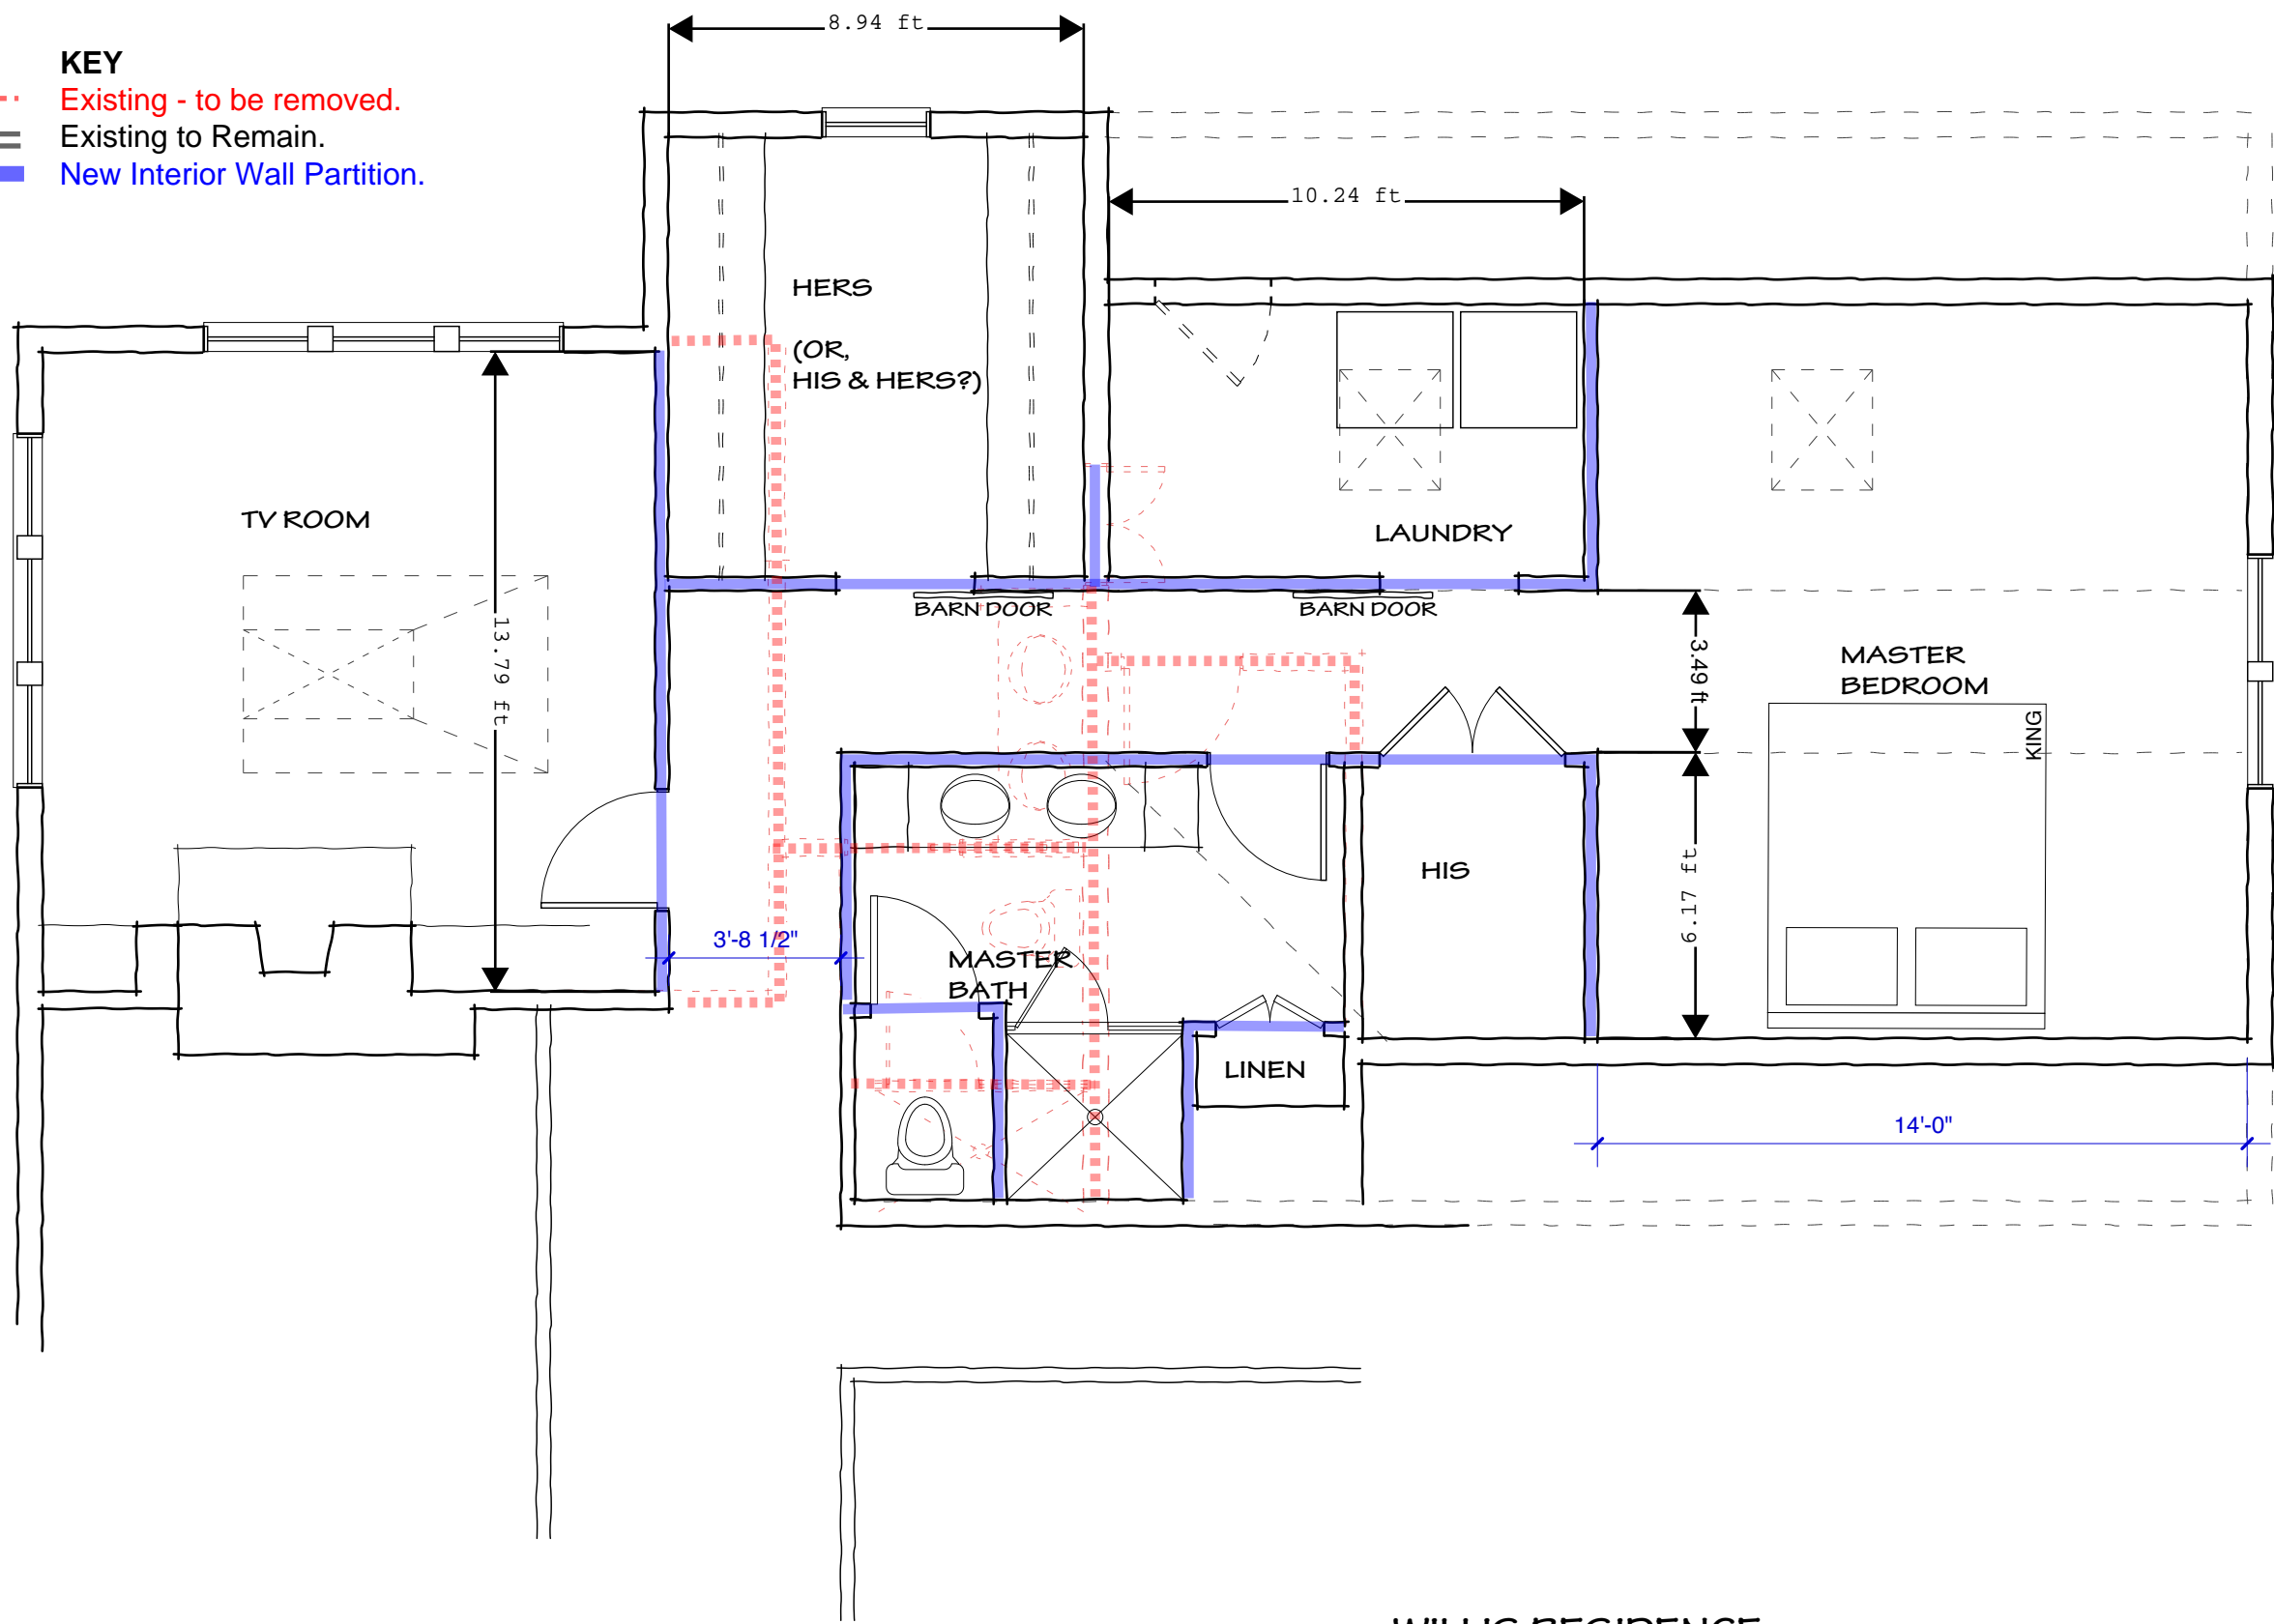 8.94 ft
KEY
Existing - to be removed.
Existing to Remain.
New Interior Wall Partition.
10.24 ft
HERS
(OR,
HIS & HERS?)
TV ROOM
LAUNDRY
BARN DOOR
BARN DOOR
13.79 ft
3.49 ft
MASTER
BEDROOM
KING
HIS
6.17 ft
3'-8 1/2"
MASTER
BATH
LINEN
14'-0"
WILLIS RESIDENCE